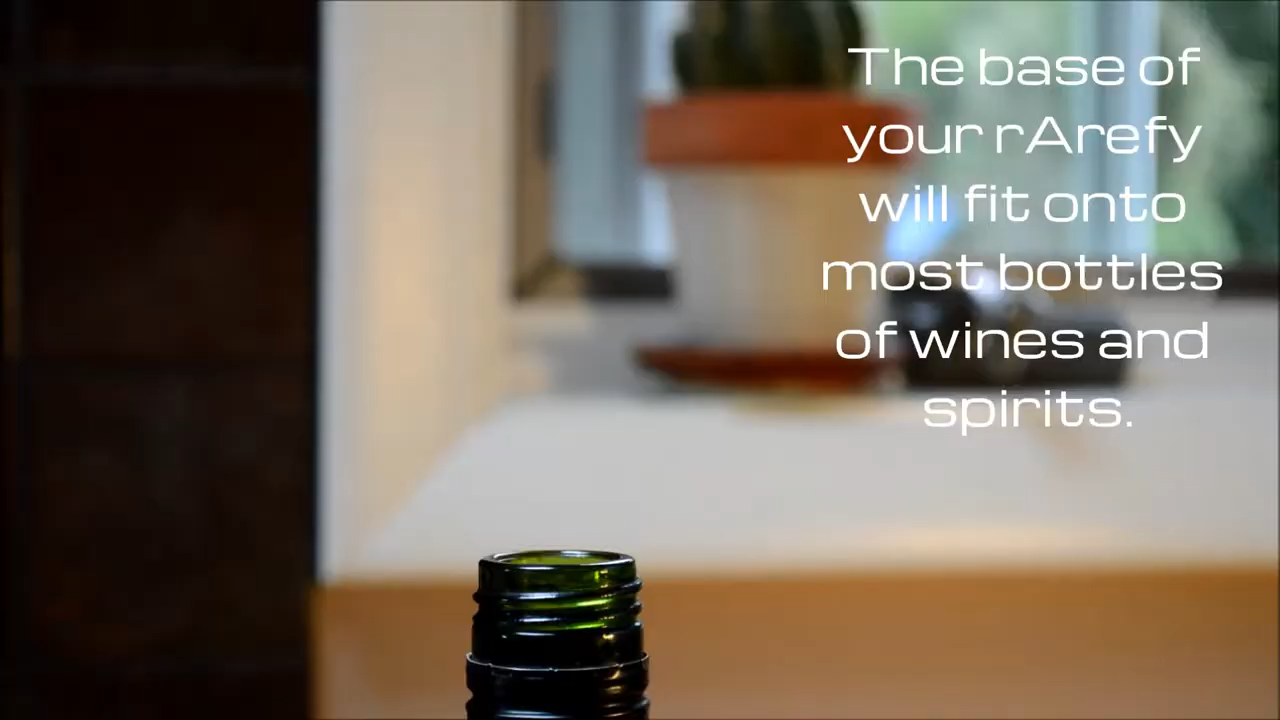 The base of
your rArefy
will fit onto
most bottles
of wines and
spirits.